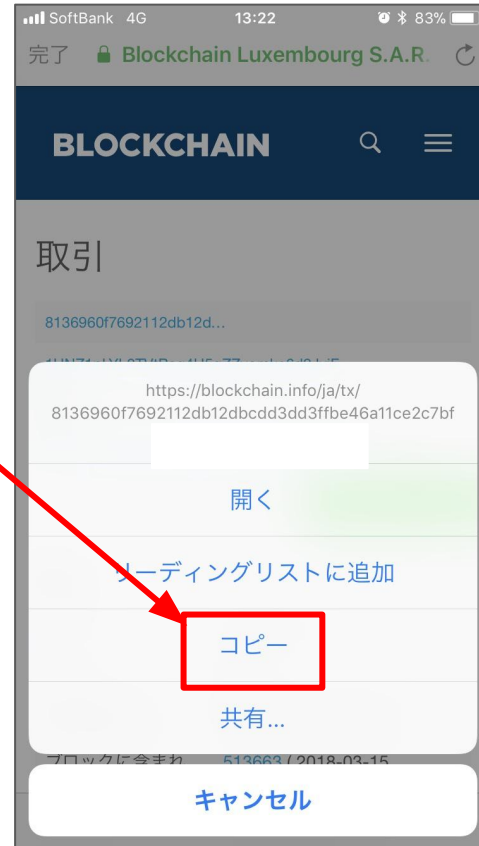 SoftBank 4G 13:22 83%
完了 Blockchain Luxembourg S.A.R.
BLOCKCHAIN
取引
8136960f7692112db12d...
https://blockchain.info/ja/tx/
8136960f7692112db12dbcdd3dd3ffbe46a11ce2c7bf
開く
リーディングリストに追加
コピー
共有...
ブロックに含まれ 513663 (2018-03-15
キャンセル